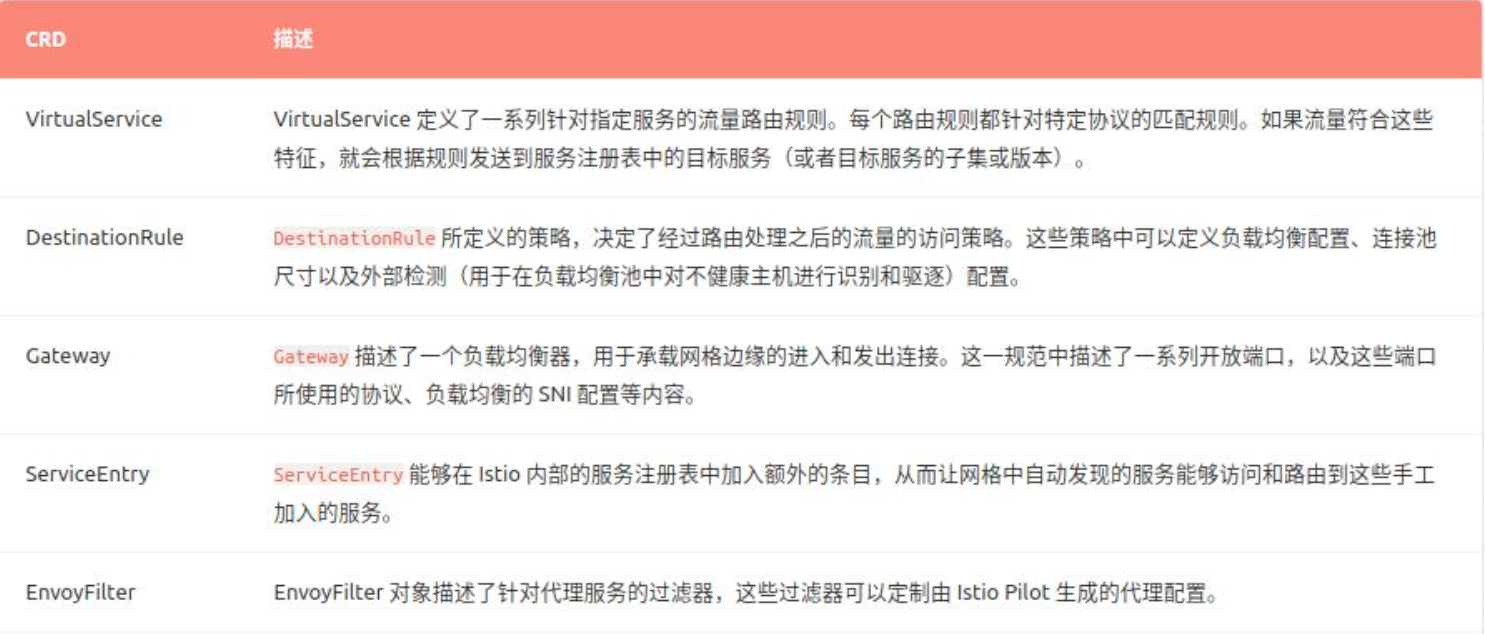 CRD 描述
VirtualService VirtualService 定义了一系列针对指定服务的流量路由规则。每个路由规则都针对特定协议的匹配规则。如果流量符合这些
特征，就会根据规则发送到服务注册表中的目标服务（或者目标服务的子集或版本）。
DestinationRule DestinationRule 所定义的策略，决定了经过路由处理之后的流量的访问策略。这些策略中可以定义负载均衡配置、连接池
尺寸以及外部检测（用于在负载均衡池中对不健康主机进行识别和驱逐）配置。
Gateway Gateway 描述了一个负载均衡器，用于承载网格边缘的进入和发出连接。这一规范中描述了一系列开放端口，以及这些端口
所使用的协议、负载均衡的 SNI 配置等内容。
ServiceEntry ServiceEntry 能够在 Istio 内部的服务注册表中加入额外的条目，从而让网格中自动发现的服务能够访问和路由到这些手工
加入的服务。
EnvoyFilter EnvoyFilter 对象描述了针对代理服务的过滤器，这些过滤器可以定制由 Istio Pilot 生成的代理配置。